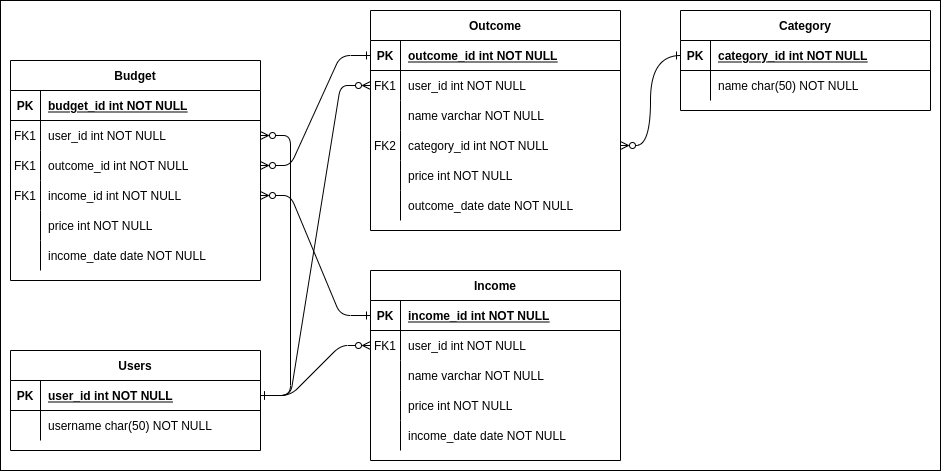 Budget
PK budget_id int NOT NULL
FK1 user_id int NOT NULL
FK1 outcome_id int NOT NULL
FK1 income_id int NOT NULL
price int NOT NULL
income_date date NOT NULL
Users
PK user_id int NOT NULL
username char(50) NOT NULL
Outcome
PK outcome_id int NOT NULL
FK1 user_id int NOT NULL
name varchar NOT NULL
FK2 category_id int NOT NULL
price int NOT NULL
outcome_date date NOT NULL
Income
PK income_id int NOT NULL
FK1 user_id int NOT NULL
name varchar NOT NULL
price int NOT NULL
income_date date NOT NULL
Category
PK category_id int NOT NULL
name char(50) NOT NULL